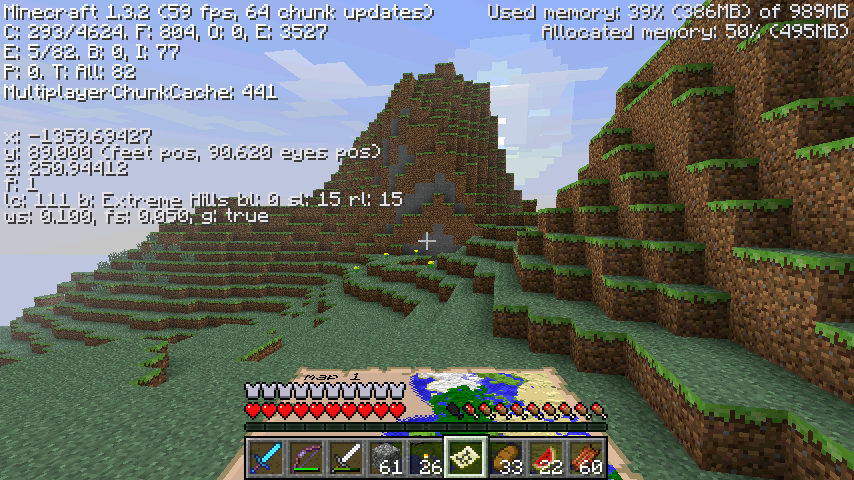 Minecraft 1.3.2 (59 fps, 64 chunk updates)
C: 293/4624, F: 804, O: 0, E: 3527
E: 5/82. B: 0, I: 77
P: 0. T: All: 82
MultiplayerChunkCache: 441
x: -1359.69427
y: 89.000 (feet pos, 90.620 eyes pos)
z: 250.94412
f: 1
lc: 111 b: Extreme Hills bl: 0 sl: 15 rl: 15
ws: 0.100, fs: 0.050, g: true
Used memory: 39% (386MB) of 989MB
Allocated memory: 50% (495MB)
map 1
61 26 33 22 60